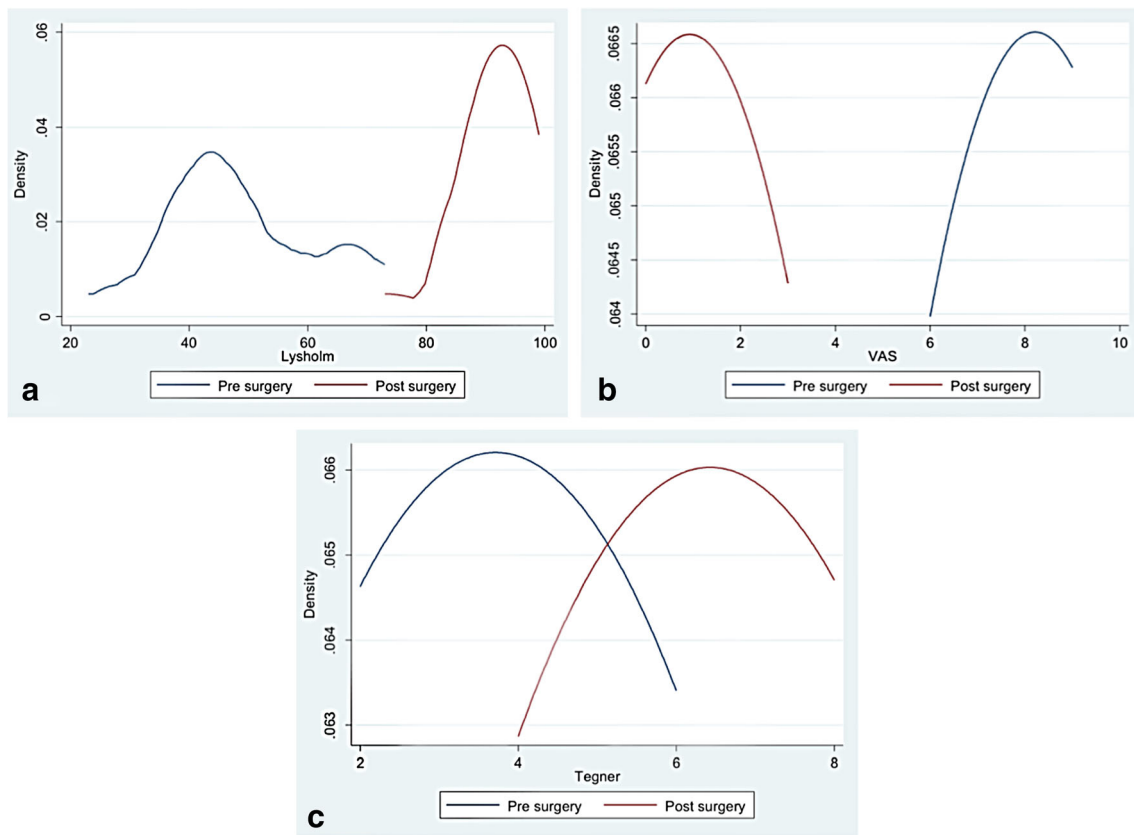 .06
.04
.02
0
Density
20 40 60 80 100
Lysholm
Pre surgery Post surgery
a
.0665
.066
.0655
.065
.0645
.064
Density
0 2 4 6 8 10
VAS
Pre surgery Post surgery
b
.066
.065
.064
.063
Density
2 4 6 8
Tegner
Pre surgery Post surgery
c